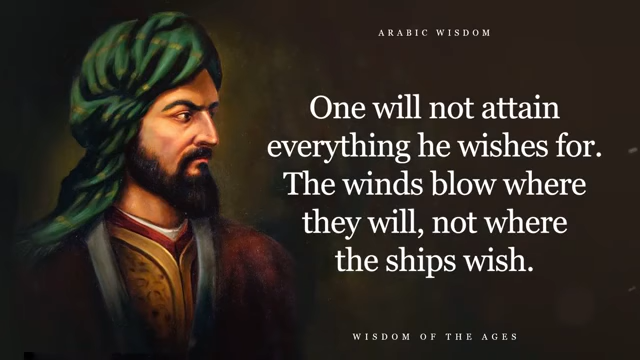 ARABIC WISDOM
One will not attain
everything he wishes for.
The winds blow where
they will, not where
the ships wish.
WISDOM OF THE AGES